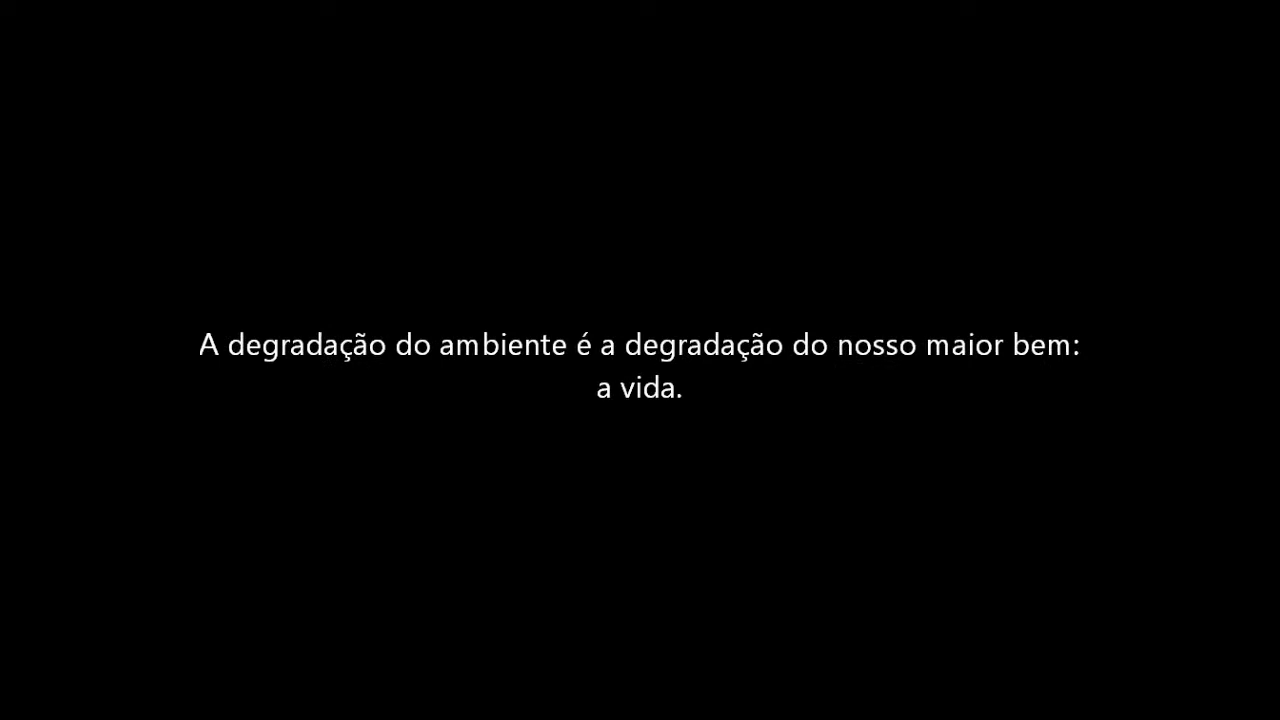 A degradação do ambiente é a degradação do nosso maior bem:
a vida.